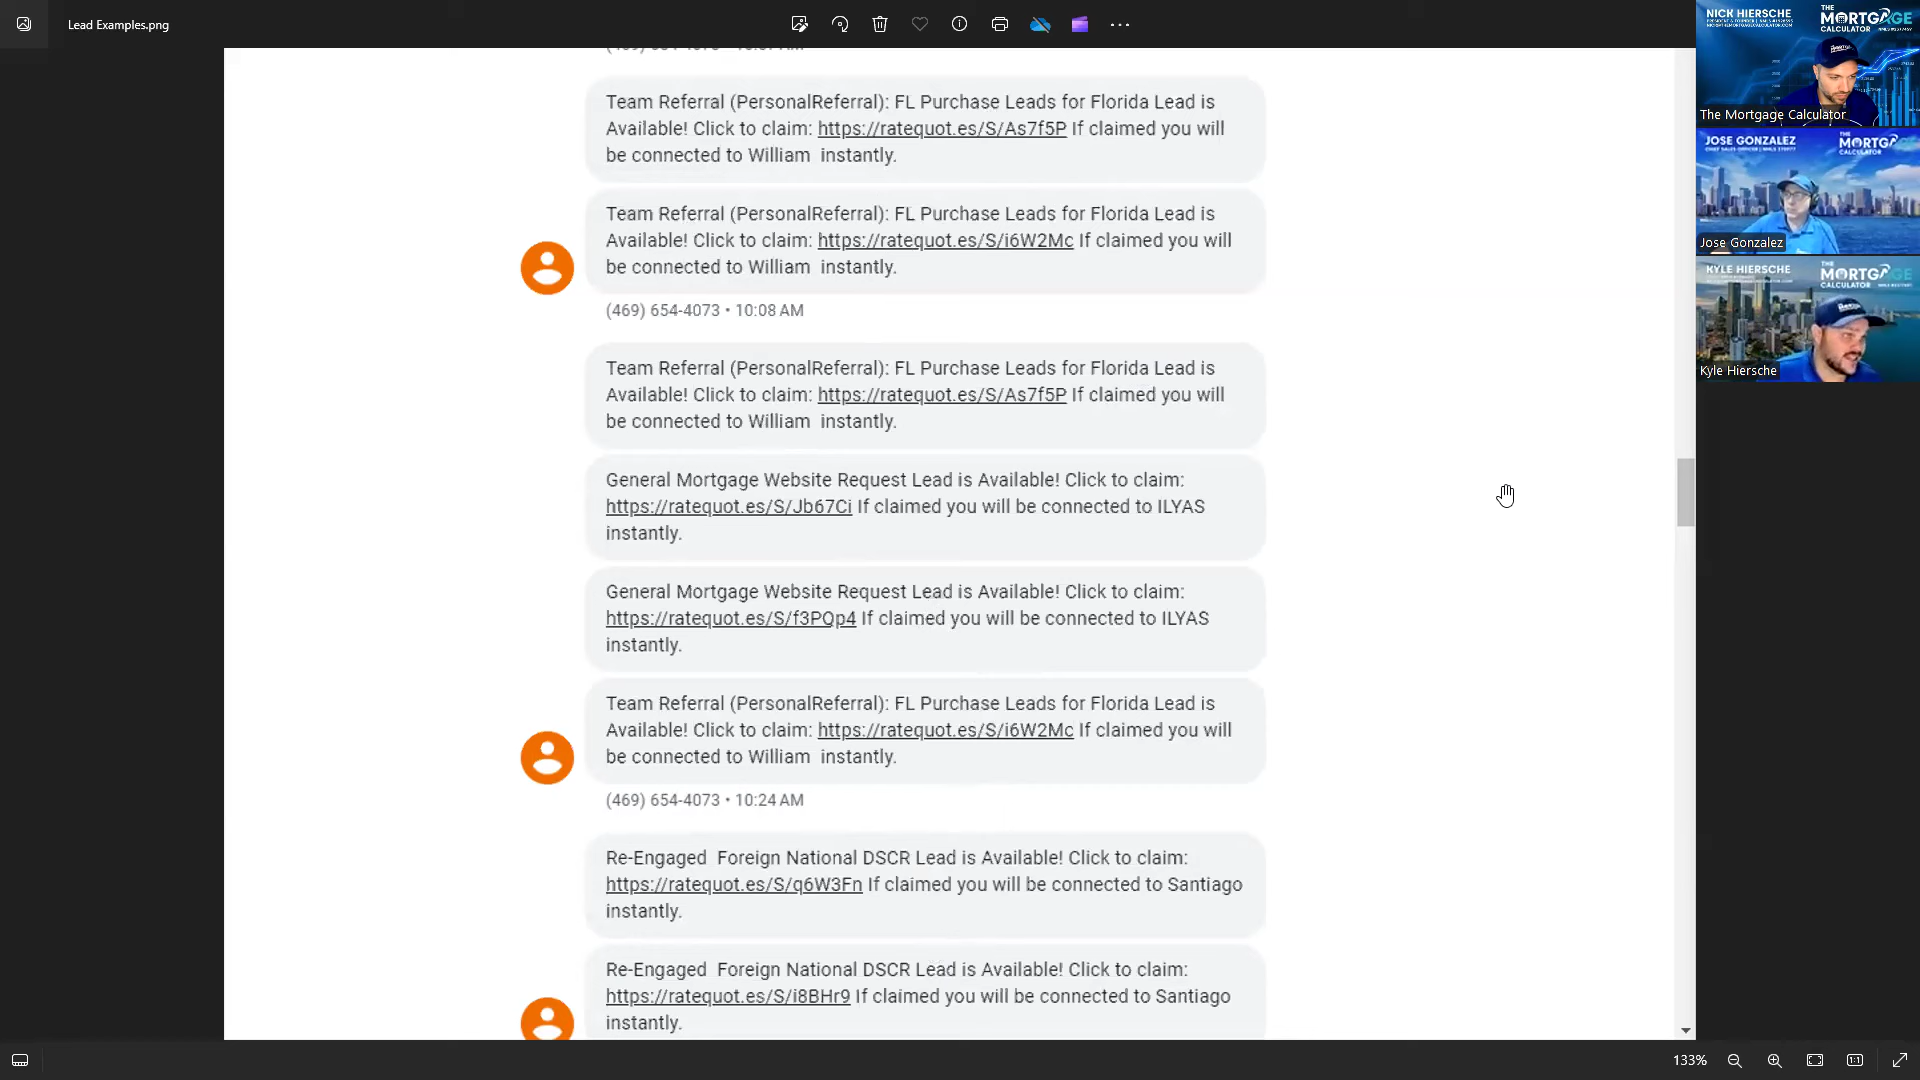 Lead Examples.png
Team Referral (PersonalReferral): FL Purchase Leads for Florida Lead is
Available! Click to claim: https://ratequot.es/S/As7f5P If claimed you will
be connected to William instantly.
Team Referral (PersonalReferral): FL Purchase Leads for Florida Lead is
Available! Click to claim: https://ratequot.es/S/i6W2Mc If claimed you will
be connected to William instantly.
(469) 654-4073 • 10:08 AM
Team Referral (PersonalReferral): FL Purchase Leads for Florida Lead is
Available! Click to claim: https://ratequot.es/S/As7f5P If claimed you will
be connected to William instantly.
General Mortgage Website Request Lead is Available! Click to claim:
https://ratequot.es/S/Jb67Ci If claimed you will be connected to ILYAS
instantly.
General Mortgage Website Request Lead is Available! Click to claim:
https://ratequot.es/S/f3PQp4 If claimed you will be connected to ILYAS
instantly.
Team Referral (PersonalReferral): FL Purchase Leads for Florida Lead is
Available! Click to claim: https://ratequot.es/S/i6W2Mc If claimed you will
be connected to William instantly.
(469) 654-4073 • 10:24 AM
Re-Engaged Foreign National DSCR Lead is Available! Click to claim:
https://ratequot.es/S/q6W3Fn If claimed you will be connected to Santiago
instantly.
Re-Engaged Foreign National DSCR Lead is Available! Click to claim:
https://ratequot.es/S/i8BHr9 If claimed you will be connected to Santiago
instantly.
NICK HIERSCHE
THE
MORTGAGE
CALCULATOR
The Mortgage Calculator
JOSE GONZALEZ
THE
MORTGA
CALCULATOR
Jose Gonzalez
KYLE HIERSCHE
THE
MORTGAGE
CALCULATOR
Kyle Hiersche
133%
1:1